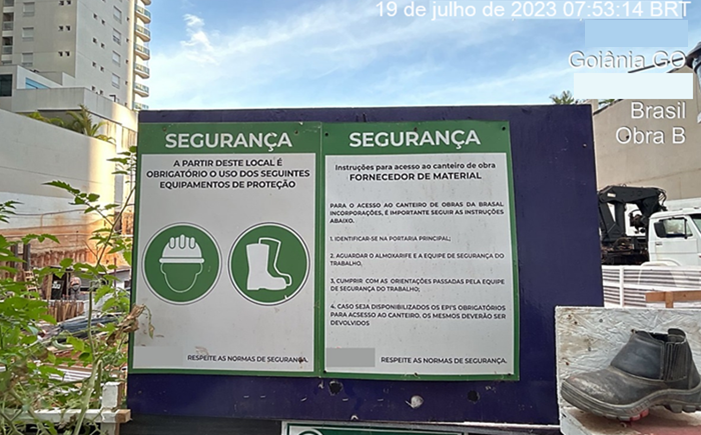 19 de julho de 2023 07:53:14 BRT
Goiânia GO
Brasil
Obra B
SEGURANÇA
A PARTIR DESTE LOCAL É
OBRIGATÓRIO O USO DOS SEGUINTES
EQUIPAMENTOS DE PROTEÇÃO
RESPEITE AS NORMAS DE SEGURANÇA.
SEGURANÇA
Instruções para acesso ao canteiro de obra
FORNECEDOR DE MATERIAL
PARA O ACESSO AO CANTEIRO DE OBRAS DA BRASAL
INCORPORAÇÕES, É IMPORTANTE SEGUIR AS INSTRUÇÕES
ABAIXO.
1. IDENTIFICAR-SE NA PORTARIA PRINCIPAL;
2. AGUARDAR O ALMOXARIFE E A EQUIPE DE SEGURANÇA DO
TRABALHO,
3. CUMPRIR COM AS ORIENTAÇÕES PASSADAS PELA EQUIPE
DE SEGURANÇA DO TRABALHO;
4. CASO SEJA DISPONIBILIZADOS OS EPI'S OBRIGATÓRIOS
PARA ACSESSO AO CANTEIRO. OS MESMOS DEVERÃO SER
DEVOLVIDOS
RESPEITE AS NORMAS DE SEGURANÇA.